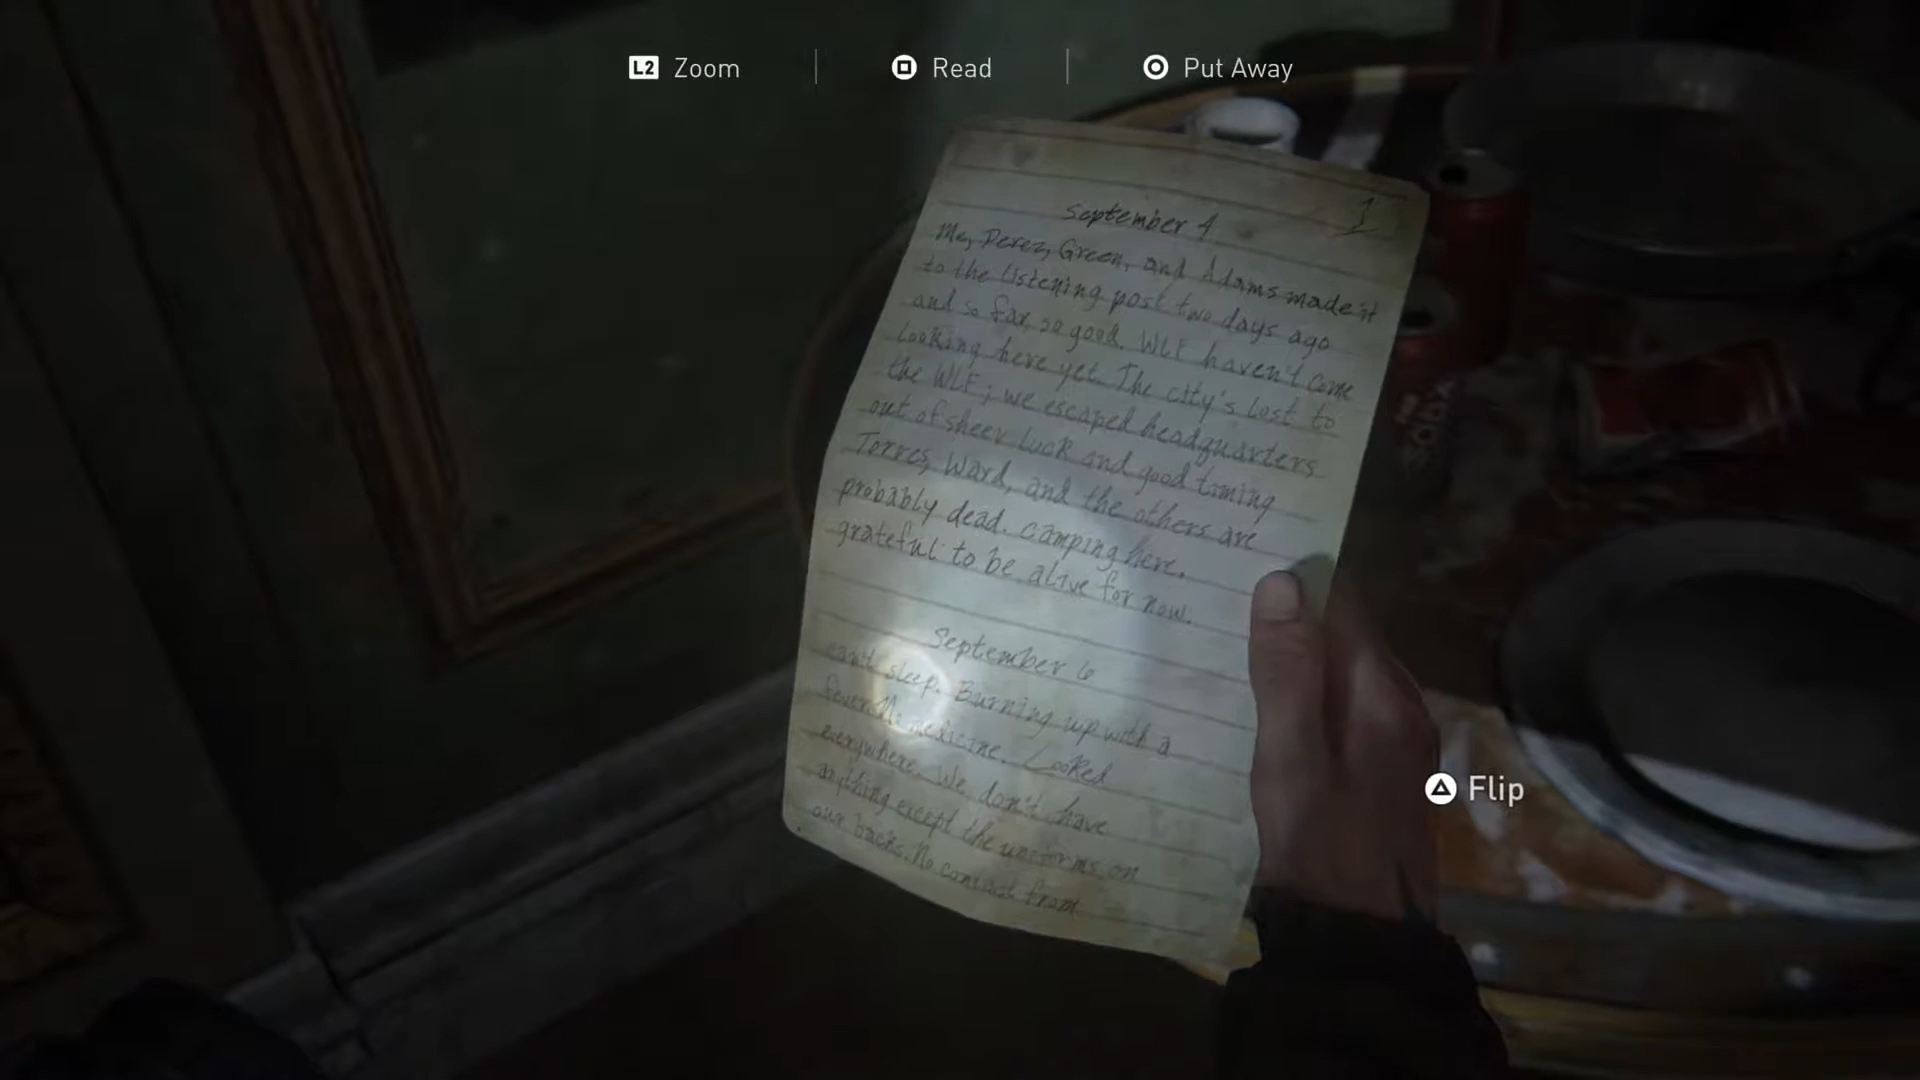 L2 Zoom
Read
Put Away
1
September 4
Me, Perez, Green, and Adams made it
to the listening post two days ago
and so far, so good. WLF haven't come
looking here yet. The city's lost to
the WLF; we escaped headquarters
out of sheer luck and good timing
Torres, Ward, and the others are
probably dead. camping here.
grateful to be alive for now.
September 6
can't sleep. Burning up with a
fever. No medicine. Looked
everywhere. We don't have
anything except the uniforms on
our backs. No contact from
Flip